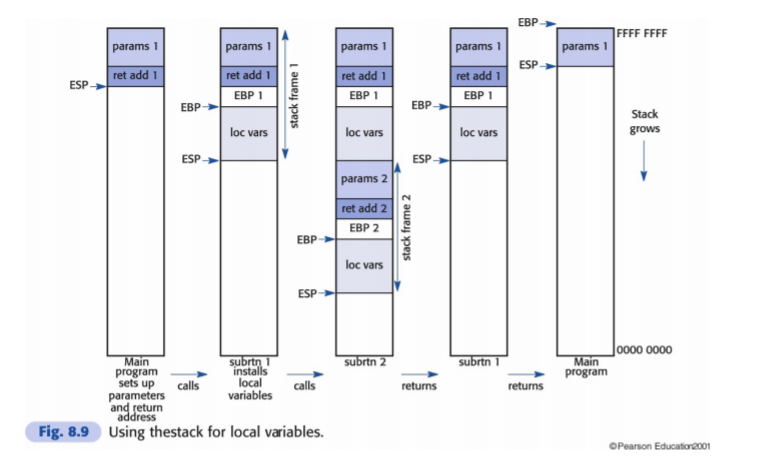 params 1
ret add 1
ESP
Main
program
sets up
parameters
and return
address
calls
params 1
ret add 1
EBP 1
EBP
loc vars
ESP
stack frame 1
subrtn 1
installs
local
variables
calls
params 1
ret add 1
EBP 1
loc vars
params 2
ret add 2
EBP 2
EBP
loc vars
ESP
stack frame 2
subrtn 2
returns
params 1
ret add 1
EBP 1
EBP
loc vars
ESP
subrtn 1
returns
EBP
FFFF FFFF
params 1
ESP
Stack
grows
0000 0000
Main
program
Fig. 8.9 Using thestack for local variables.
©Pearson Education2001